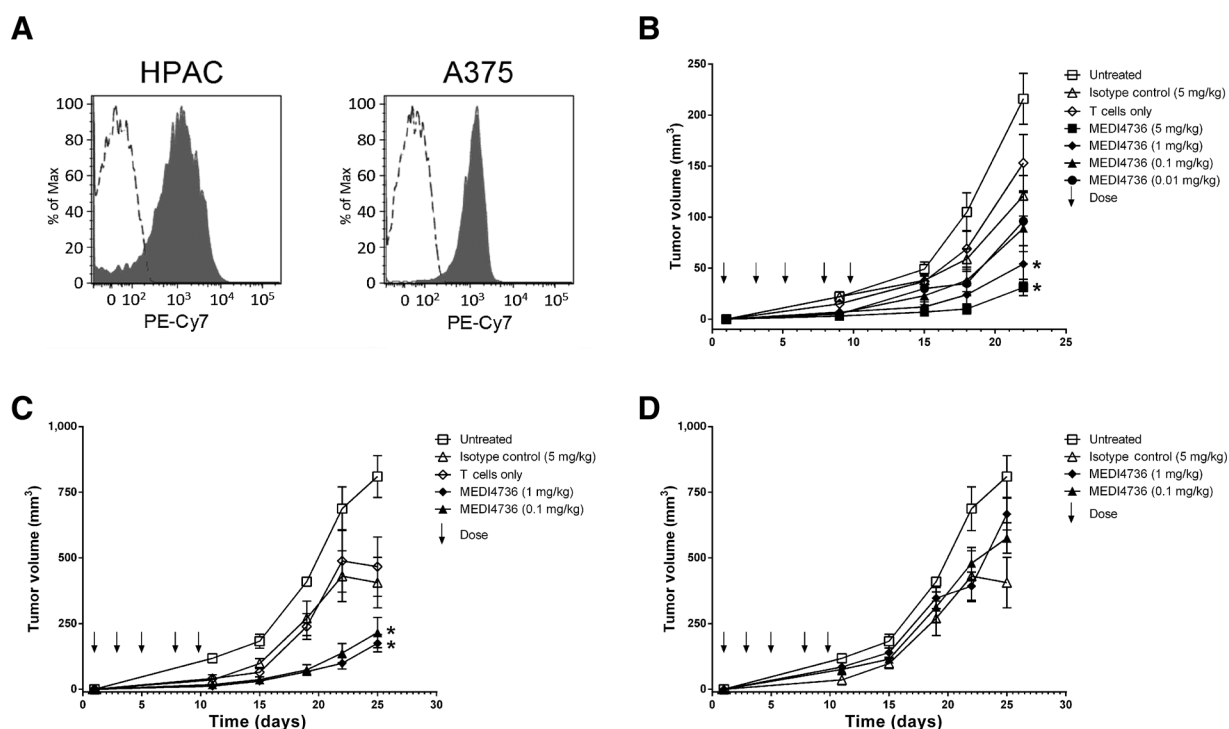 A
HPAC
% of Max
100
80
60
40
20
0
0 10² 10³ 10⁴ 10⁵
PE-Cy7
A375
% of Max
100
80
60
40
20
0
0 10² 10³ 10⁴ 10⁵
PE-Cy7
B
Tumor volume (mm³)
250
200
150
100
50
0
0 5 10 15 20 25
*
*
Untreated
Isotype control (5 mg/kg)
T cells only
MEDI4736 (5 mg/kg)
MEDI4736 (1 mg/kg)
MEDI4736 (0.1 mg/kg)
MEDI4736 (0.01 mg/kg)
Dose
C
Tumor volume (mm³)
1,000
750
500
250
0
0 5 10 15 20 25 30
Time (days)
*
*
Untreated
Isotype control (5 mg/kg)
T cells only
MEDI4736 (1 mg/kg)
MEDI4736 (0.1 mg/kg)
Dose
D
Tumor volume (mm³)
1,000
750
500
250
0
0 5 10 15 20 25 30
Time (days)
Untreated
Isotype control (5 mg/kg)
MEDI4736 (1 mg/kg)
MEDI4736 (0.1 mg/kg)
Dose